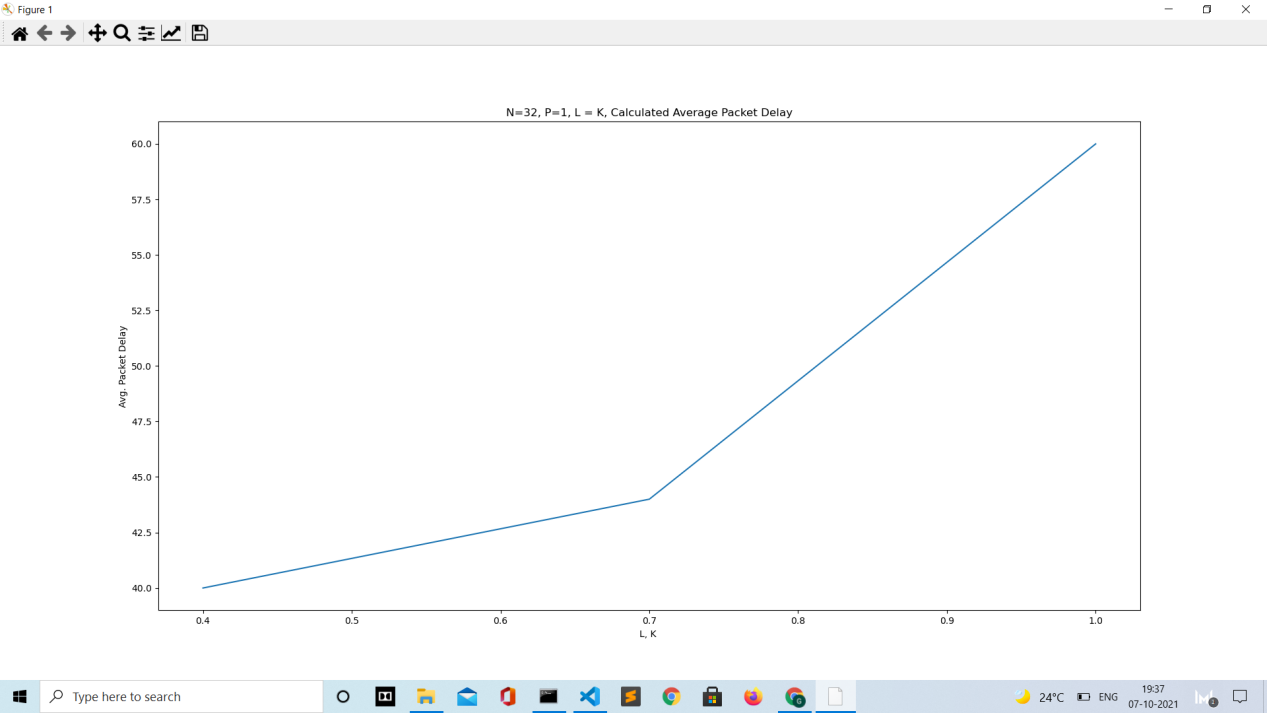 Figure 1
N=32, P=1, L = K, Calculated Average Packet Delay
60.0
57.5
55.0
52.5
50.0
47.5
45.0
42.5
40.0
Avg. Packet Delay
0.4 0.5 0.6 0.7 0.8 0.9 1.0
L, K
Type here to search
24°C ENG 19:37
07-10-2021